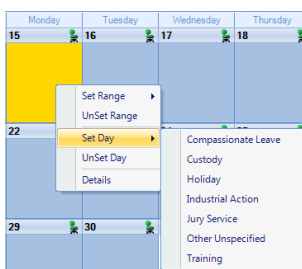 Monday Tuesday Wednesday Thursday
15 16 17 18
Set Range
UnSet Range
22
Set Day
UnSet Day
Details
Compassionate Leave
Custody
Holiday
Industrial Action
Jury Service
Other Unspecified
Training
29 30